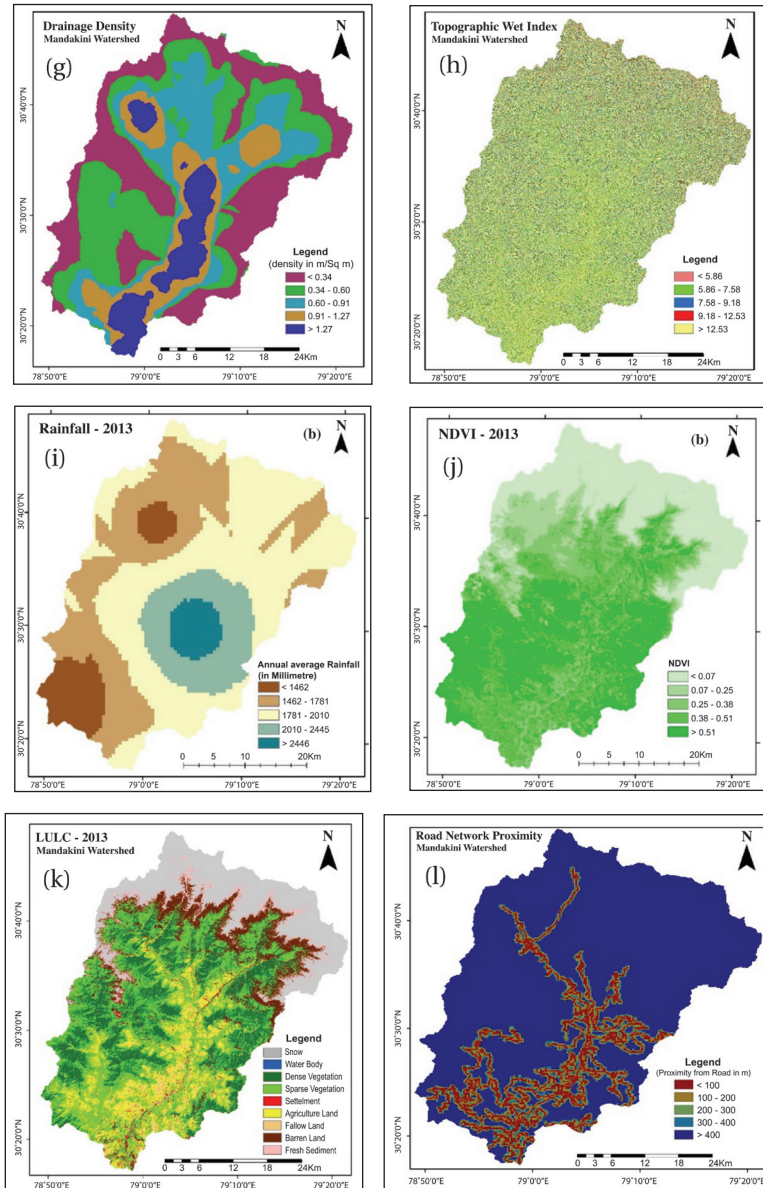 Drainage Density
Mandakini Watershed
N
(g)
30°40'0"N
30°30'0"N
30°20'0"N
Legend
(density in m/Sq m)
< 0.34
0.34 - 0.60
0.60 - 0.91
0.91 - 1.27
> 1.27
0 3 6 12 18 24Km
78°50'0"E 79°0'0"E 79°10'0"E 79°20'0"E
Topographic Wet Index
Mandakini Watershed
N
(h)
30°40'0"N
30°30'0"N
30°20'0"N
Legend
< 5.86
5.86 - 7.58
7.58 - 9.18
9.18 - 12.53
> 12.53
0 3 6 12 18 24Km
78°50'0"E 79°0'0"E 79°10'0"E 79°20'0"E
Rainfall - 2013
(b)
N
(i)
30°40'0"N
30°30'0"N
30°20'0"N
Annual average Rainfall
(in Millimetre)
< 1462
1462 - 1781
1781 - 2010
2010 - 2445
> 2446
0 5 10 20Km
78°50'0"E 79°0'0"E 79°10'0"E 79°20'0"E
NDVI - 2013
(b)
N
(j)
30°40'0"N
30°30'0"N
30°20'0"N
NDVI
< 0.07
0.07 - 0.25
0.25 - 0.38
0.38 - 0.51
> 0.51
0 5 10 20Km
78°50'0"E 79°0'0"E 79°10'0"E 79°20'0"E
LULC - 2013
Mandakini Watershed
N
(k)
30°40'0"N
30°30'0"N
30°20'0"N
Legend
Snow
Water Body
Dense Vegetation
Sparse Vegetation
Settelment
Agriculture Land
Fallow Land
Barren Land
Fresh Sediment
0 3 6 12 18 24Km
78°50'0"E 79°0'0"E 79°10'0"E 79°20'0"E
Road Network Proximity
Mandakini Watershed
N
(l)
30°40'0"N
30°30'0"N
30°20'0"N
Legend
(Proximity from Road in m)
< 100
100 - 200
200 - 300
300 - 400
> 400
0 3 6 12 18 24Km
78°50'0"E 79°0'0"E 79°10'0"E 79°20'0"E